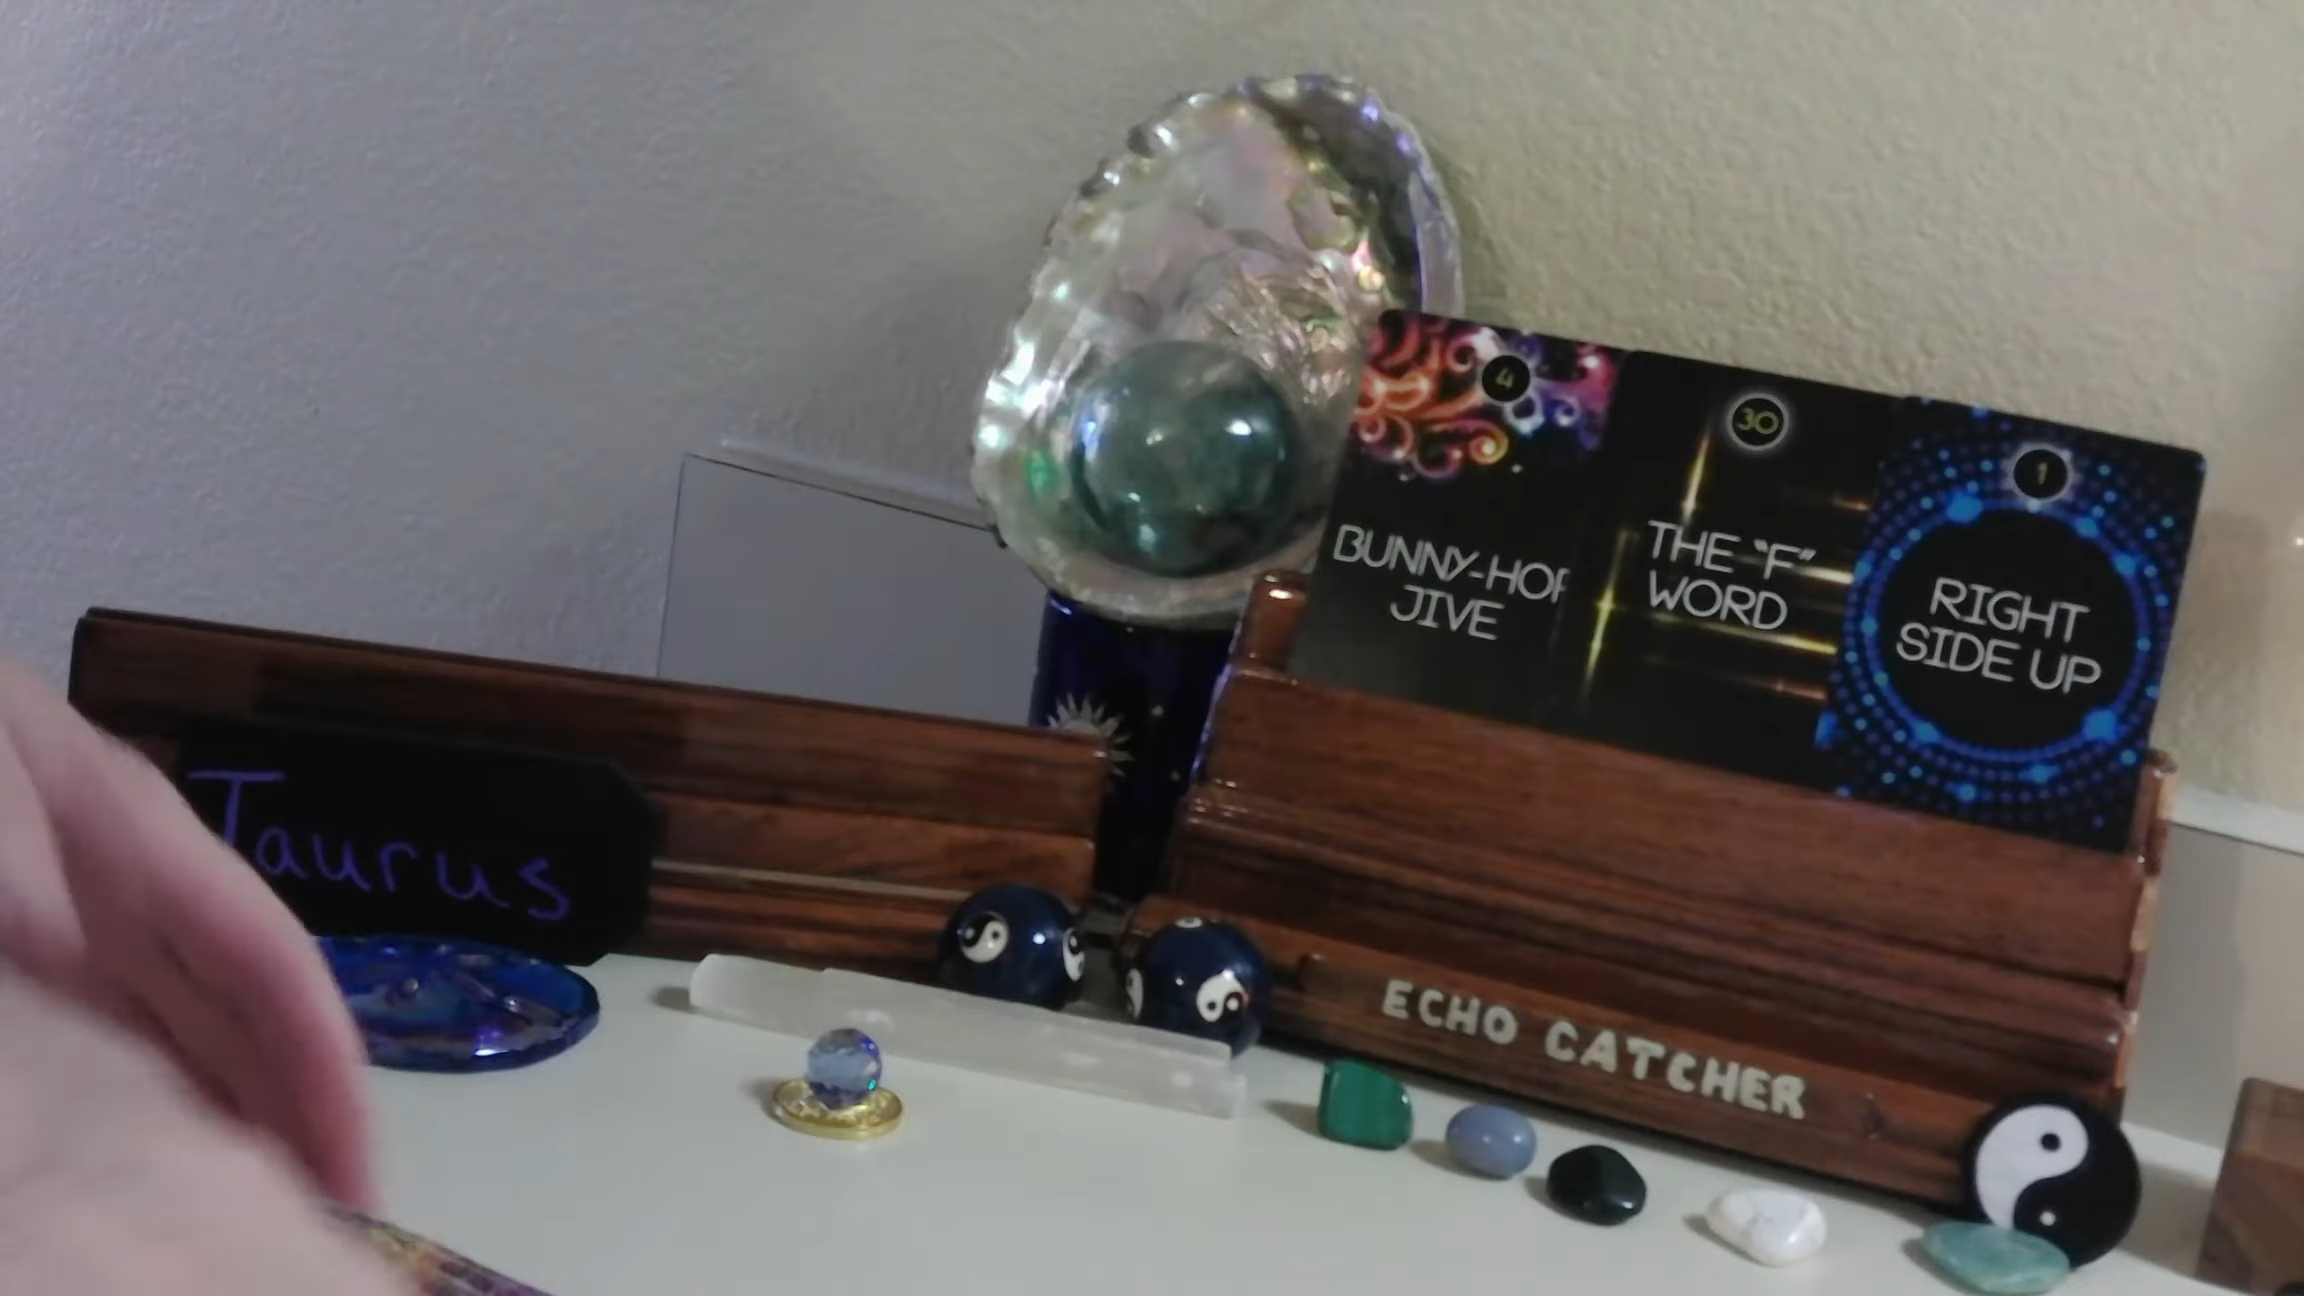 4
BUNNY-HOP
JIVE
30
THE "F"
WORD
1
RIGHT
SIDE UP
Taurus
ECHO CATCHER